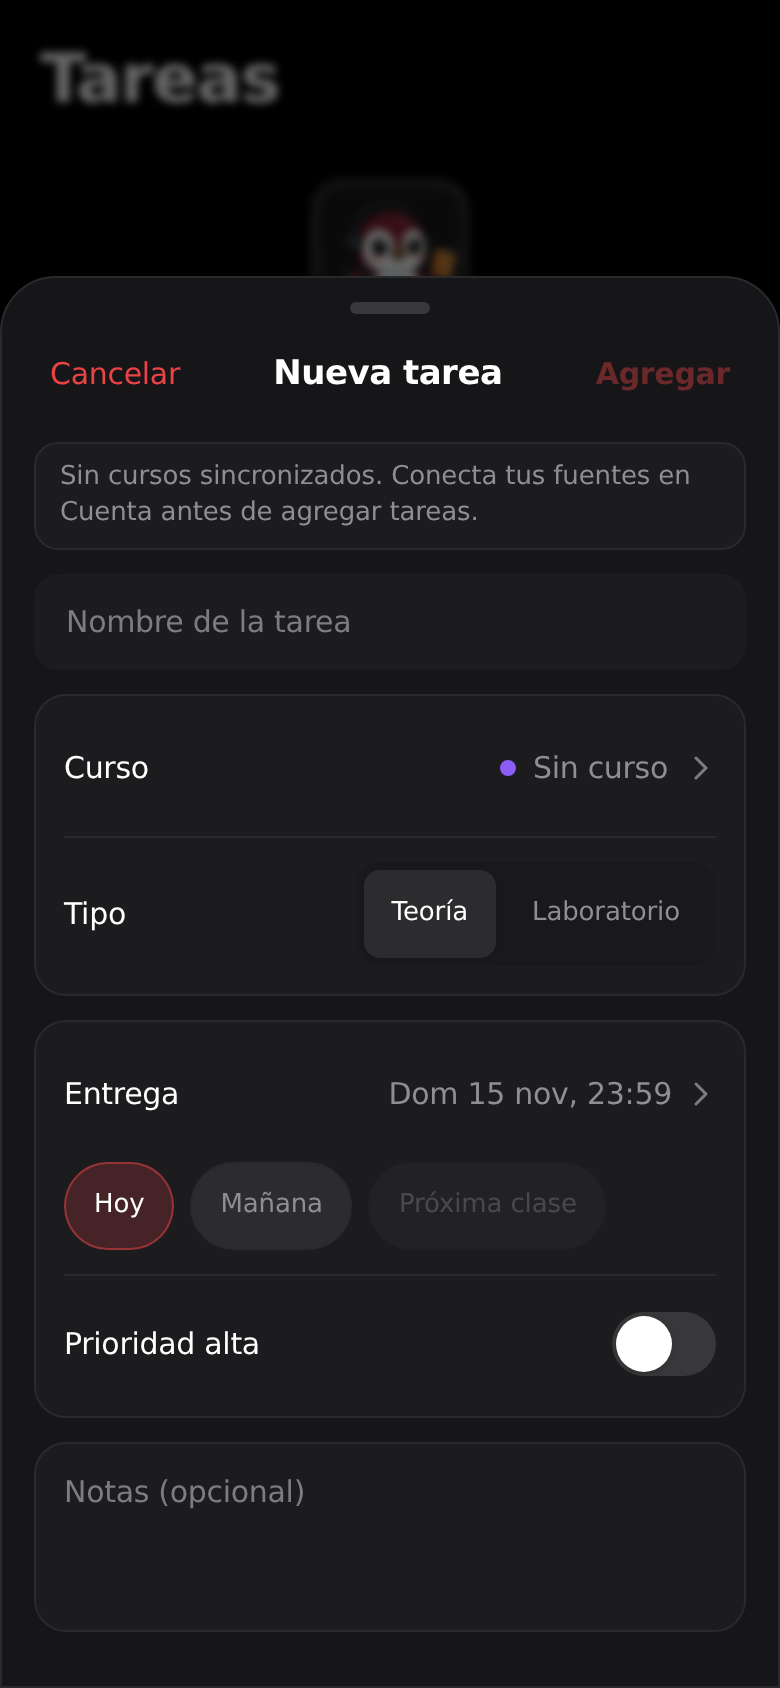 Tareas
Cancelar
Nueva tarea
Agregar
Sin cursos sincronizados. Conecta tus fuentes en
Cuenta antes de agregar tareas.
Nombre de la tarea
Curso
Sin curso
Tipo
Teoría
Laboratorio
Entrega
Dom 15 nov, 23:59
Hoy
Mañana
Próxima clase
Prioridad alta
Notas (opcional)